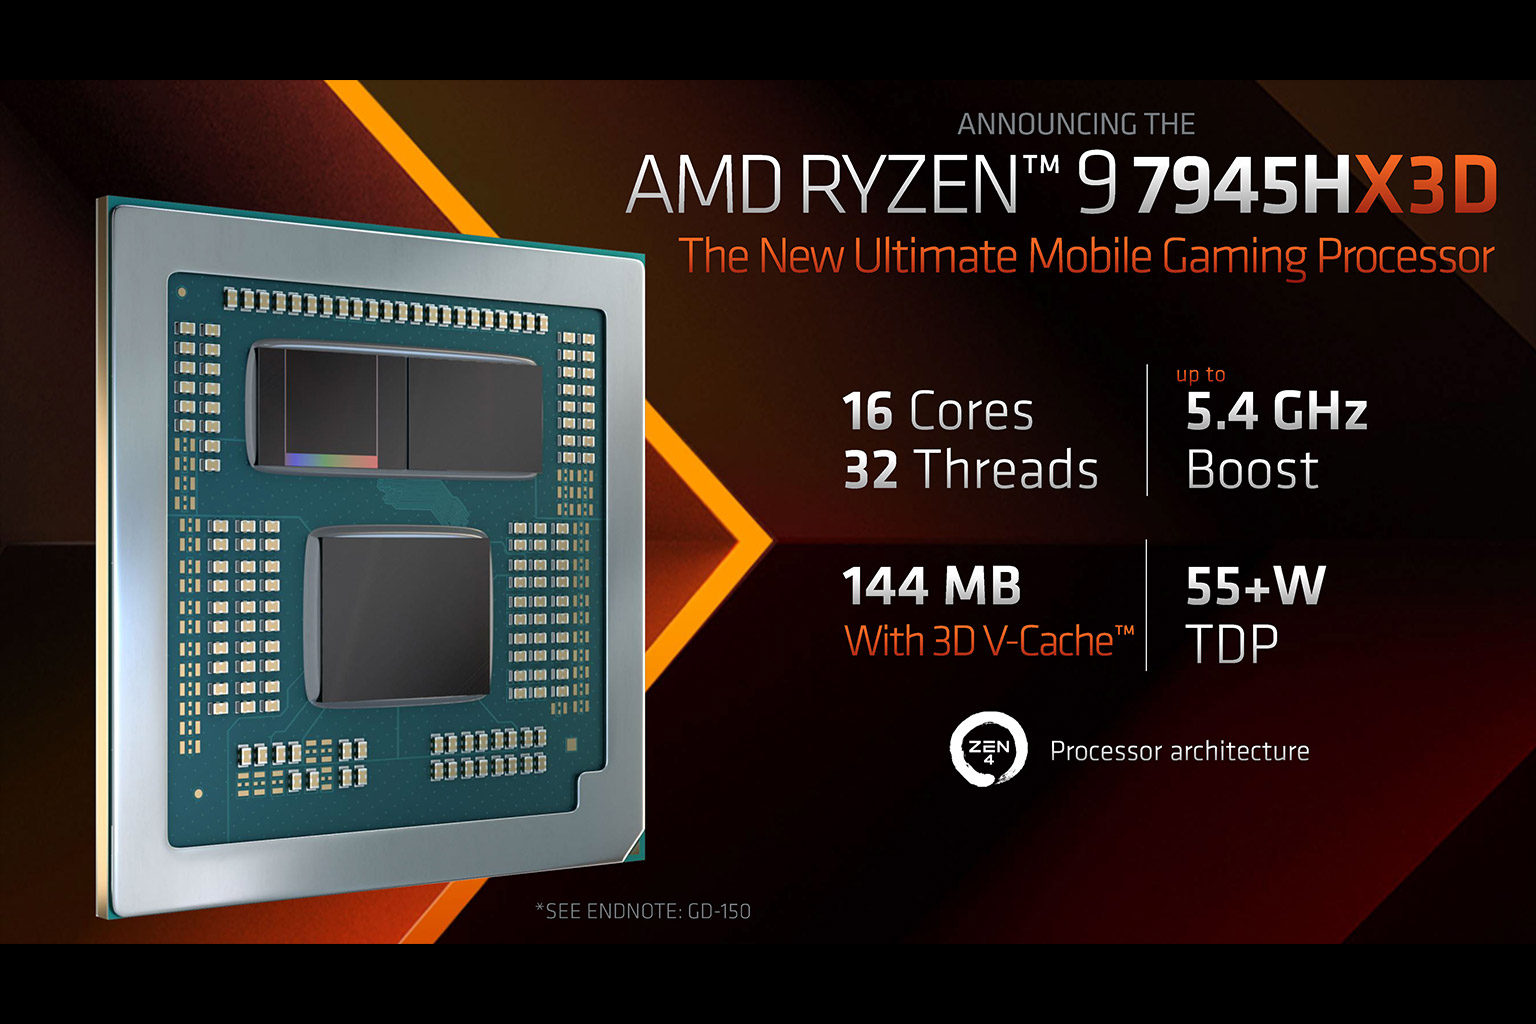 ANNOUNCING THE
AMD RYZEN™ 9 7945HX3D
The New Ultimate Mobile Gaming Processor
16 Cores
32 Threads
up to
5.4 GHz
Boost
144 MB
With 3D V-Cache™
55+W
TDP
ZEN
4
Processor architecture
*SEE ENDNOTE: GD-150